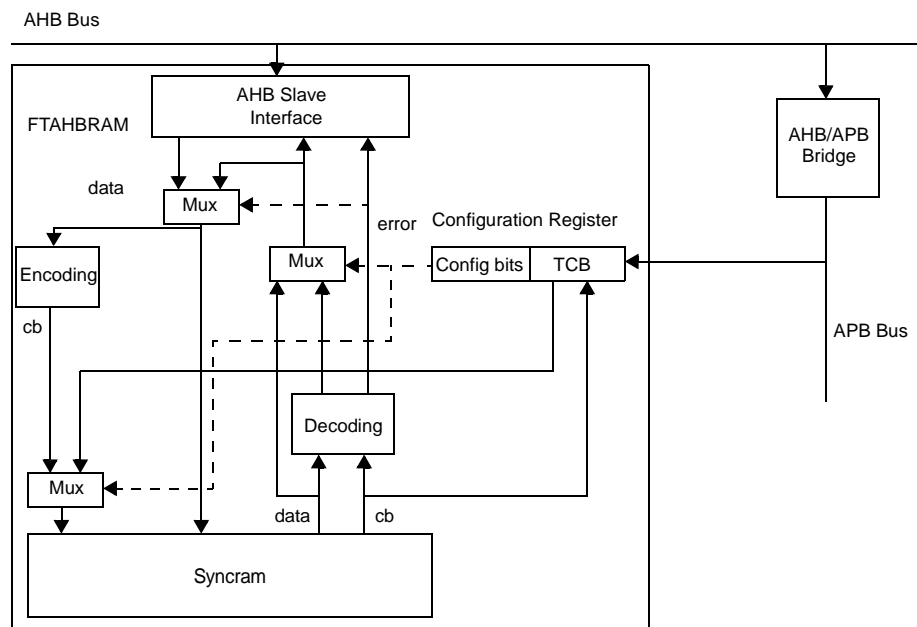 AHB Bus
AHB Slave
Interface
FTAHBRAM
AHB/APB
Bridge
data
Mux
error
Configuration Register
Encoding
Mux
Config bits
TCB
cb
APB Bus
Decoding
Mux
data
cb
Syncram